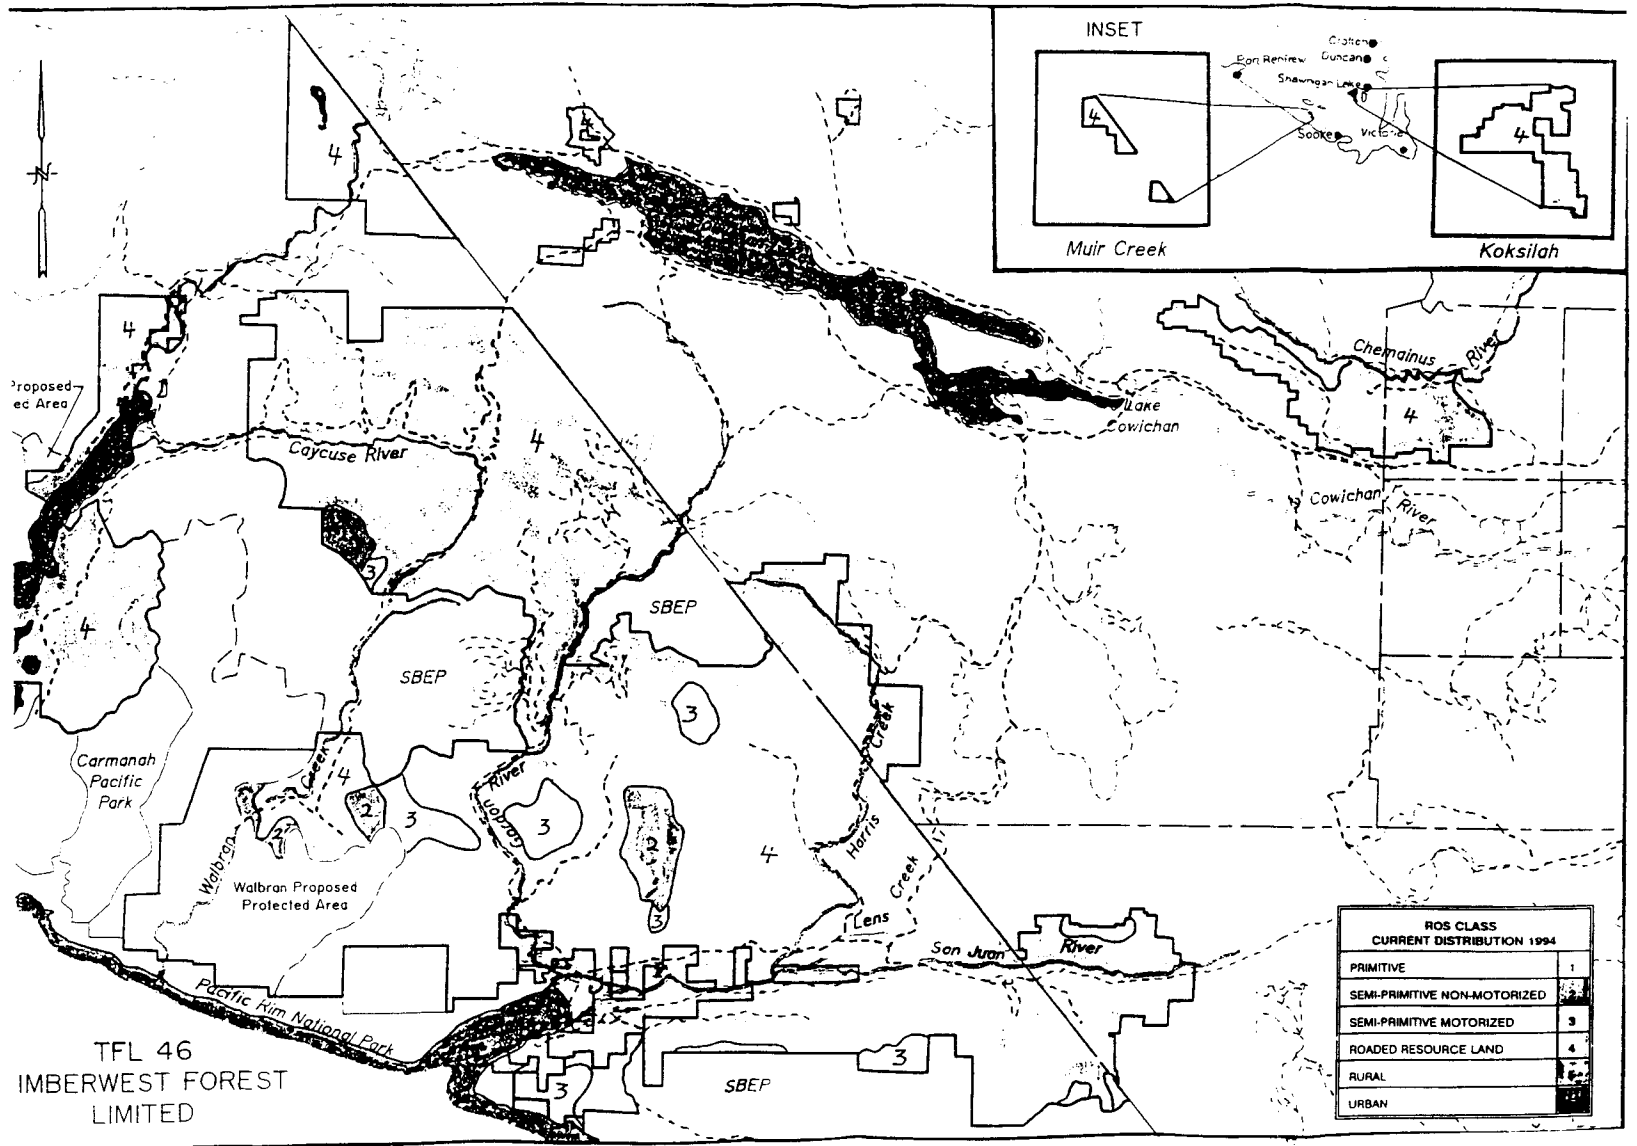 INSET
Crofton
Port Renfrew
Duncan
Shawnigan Lake
Sooke
Victoria
4
4
Muir Creek
Koksilah
N
4
4
4
Proposed
ed Area
Caycuse River
4
Lake
Cowichan
Chemainus River
4
Cowichan River
3
4
SBEP
SBEP
3
Carmanah
Pacific
Park
Creek
4
2
3
2
River
Gordon
3
2
3
4
Harris
Creek
Walbran
Walbran Proposed
Protected Area
Lens
Creek
San Juan River
Pacific Rim National Park
3
3
SBEP
TFL 46
IMBERWEST FOREST
LIMITED
ROS CLASS
CURRENT DISTRIBUTION 1994
PRIMITIVE 1
SEMI-PRIMITIVE NON-MOTORIZED 2
SEMI-PRIMITIVE MOTORIZED 3
ROADED RESOURCE LAND 4
RURAL
URBAN